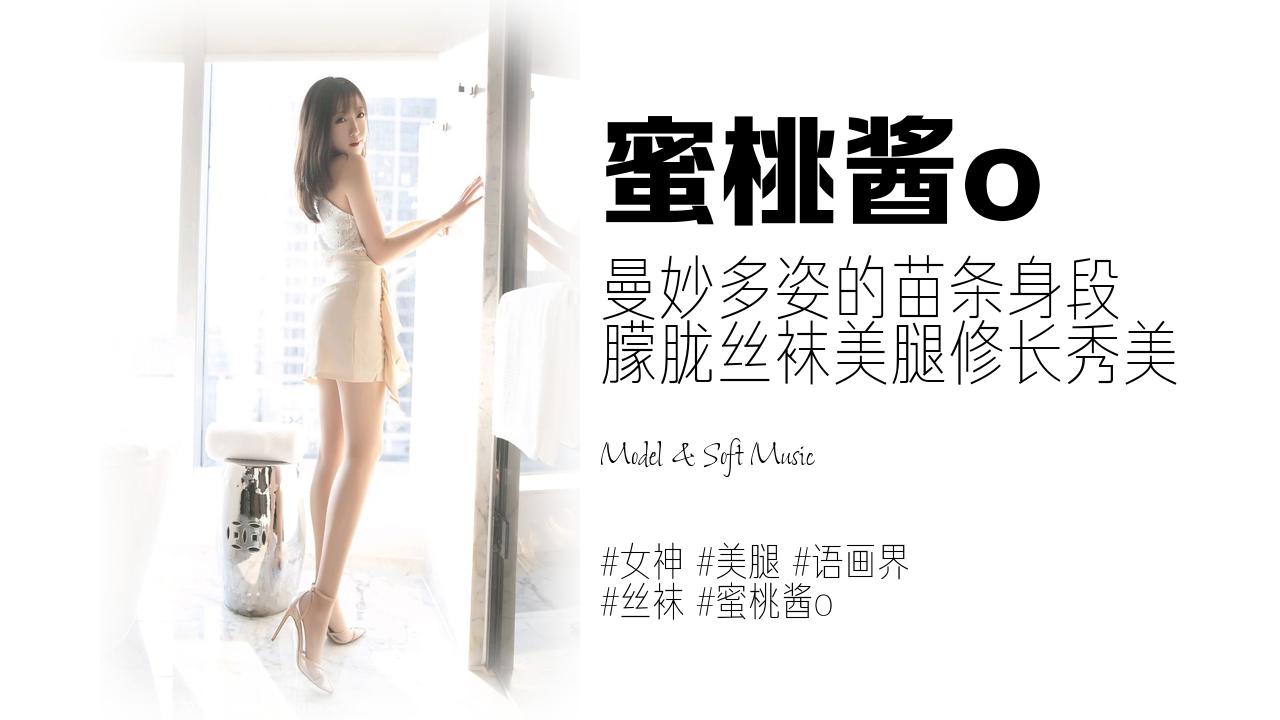 蜜桃酱o
曼妙多姿的苗条身段
朦胧丝袜美腿修长秀美
Model & Soft Music
#女神 #美腿 #语画界
#丝袜 #蜜桃酱o